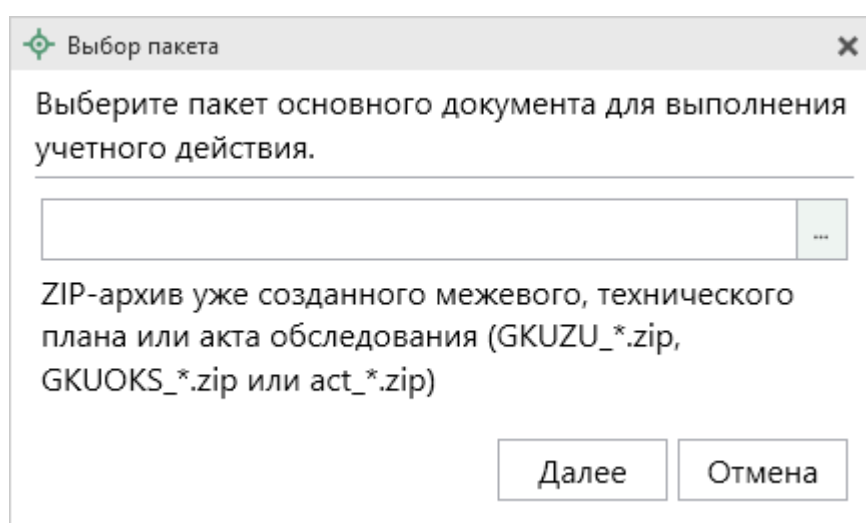 Выбор пакета
Выберите пакет основного документа для выполнения
учетного действия.
...
ZIP-архив уже созданного межевого, технического
плана или акта обследования (GKUZU_*.zip,
GKUOKS_*.zip или act_*.zip)
Далее Отмена